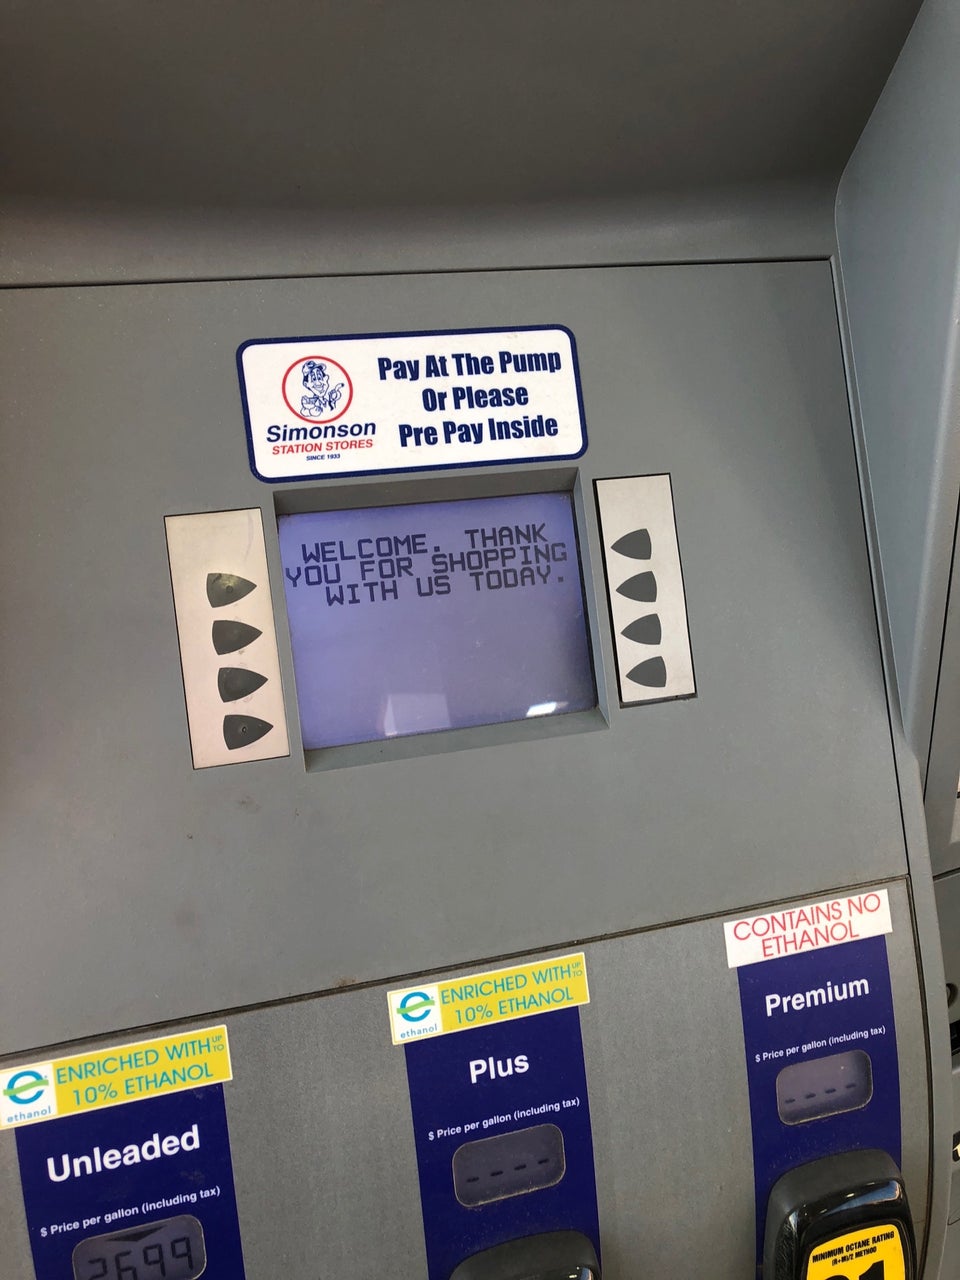 Pay At The Pump
Or Please
Pre Pay Inside
Simonson
STATION STORES
SINCE 1933
WELCOME. THANK
YOU FOR SHOPPING
WITH US TODAY.
CONTAINS NO
ETHANOL
Premium
$ Price per gallon (including tax)
- - - -
MINIMUM OCTANE RATING
(R+M)/2 METHOD
ENRICHED WITH UP TO
10% ETHANOL
ethanol
Plus
$ Price per gallon (including tax)
- - - -
ENRICHED WITH UP TO
10% ETHANOL
ethanol
Unleaded
$ Price per gallon (including tax)
2699